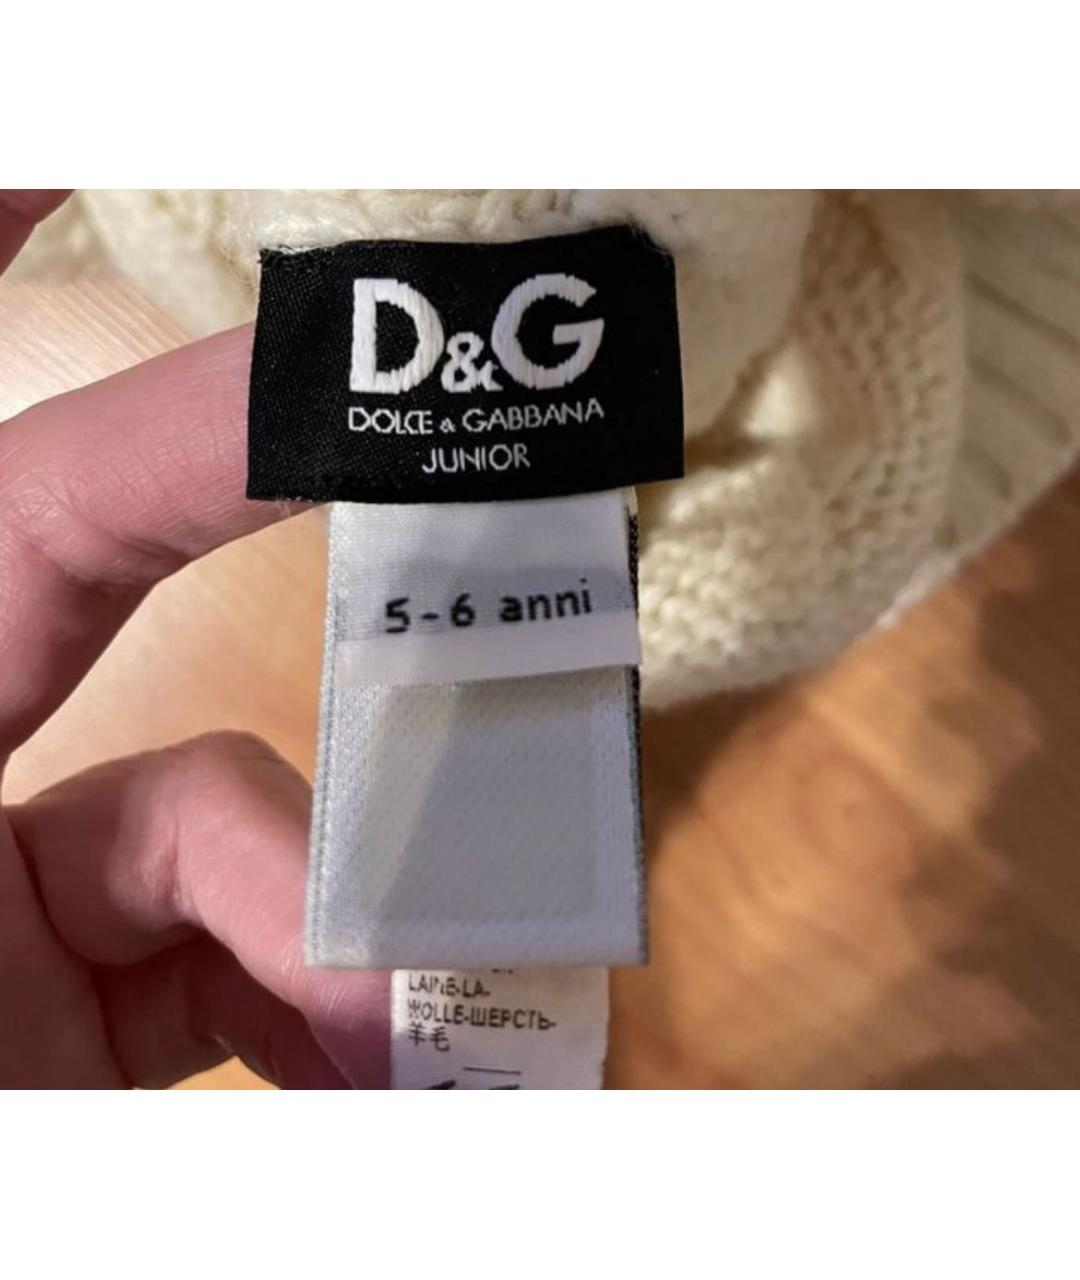 D&G
DOLCE & GABBANA
JUNIOR
5-6 anni
LAINE-LA-
WOLLE-ШЕРСТЬ-
羊毛